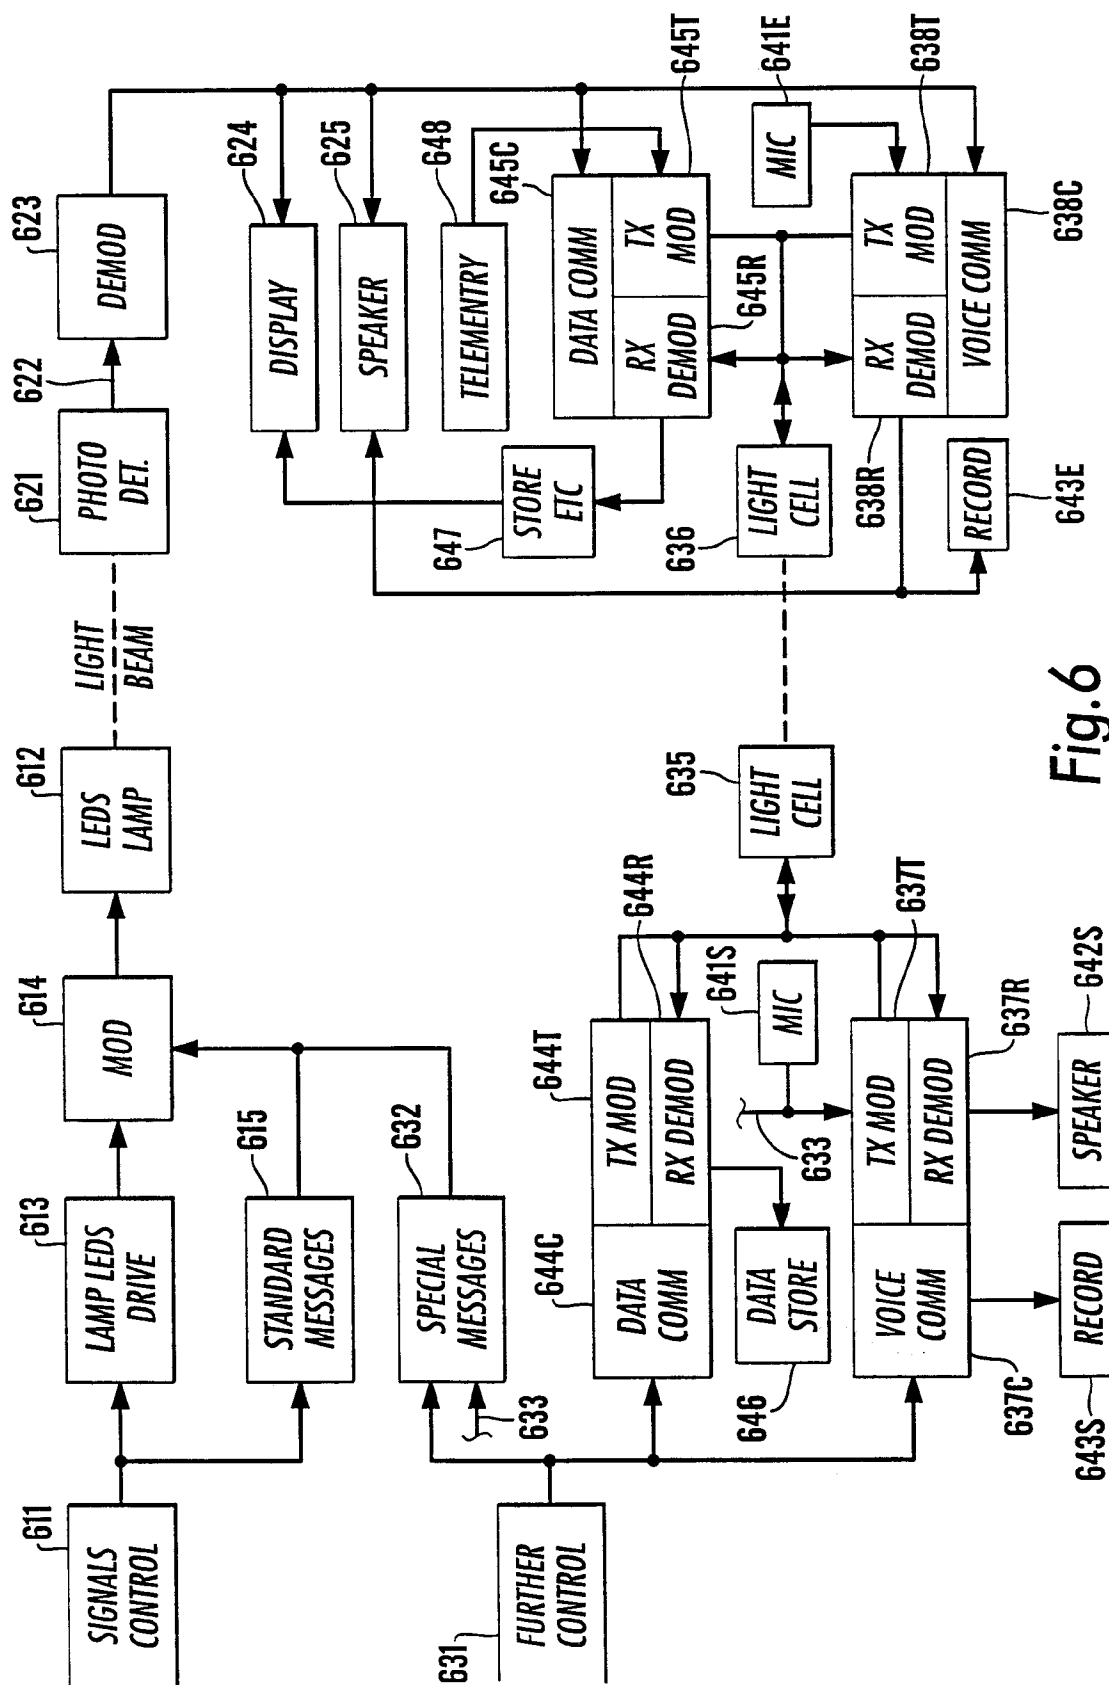 611
SIGNALS
CONTROL
613
LAMP LEDS
DRIVE
614
MOD
612
LEDS
LAMP
LIGHT
BEAM
621
PHOTO
DET.
622
623
DEMOD
615
STANDARD
MESSAGES
632
SPECIAL
MESSAGES
633
631
FURTHER
CONTROL
624
DISPLAY
625
SPEAKER
648
TELEMENTRY
647
STORE
ETC
645C
DATA COMM
645T
TX
MOD
RX
DEMOD
645R
644C
DATA
COMM
644T
TX MOD
RX DEMOD
644R
646
DATA
STORE
641S
MIC
633
635
LIGHT
CELL
636
LIGHT
CELL
641E
MIC
637C
VOICE
COMM
TX MOD
637T
RX DEMOD
637R
638R
RX
DEMOD
TX
MOD
638T
VOICE COMM
638C
643E
RECORD
643S
RECORD
642S
SPEAKER
Fig.6